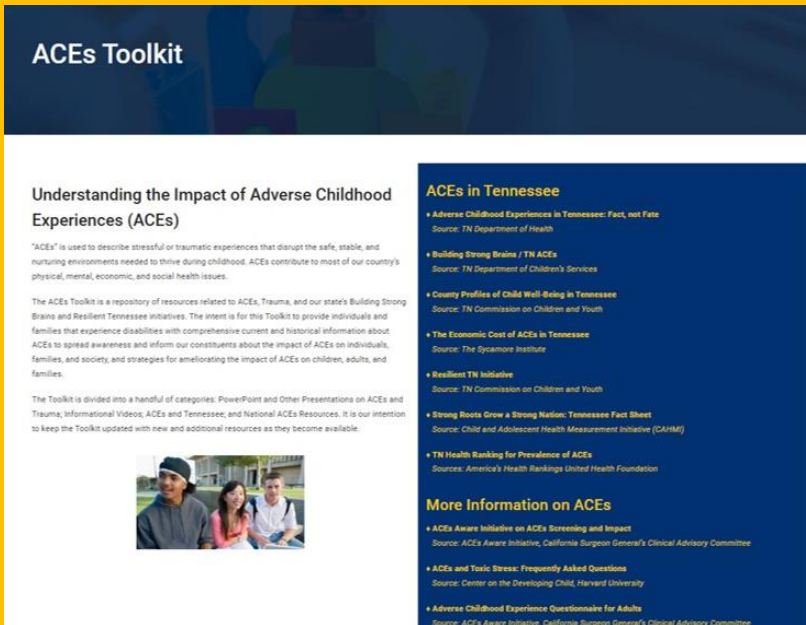 ACEs Toolkit
Understanding the Impact of Adverse Childhood
Experiences (ACEs)
"ACEs" is used to describe stressful or traumatic experiences that disrupt the safe, stable, and
nurturing environments needed to thrive during childhood. ACEs contribute to most of our country's
physical, mental, economic, and social health issues.
The ACEs Toolkit is a repository of resources related to ACEs, Trauma, and our state's Building Strong
Brains and Resilient Tennessee initiatives. The intent is for this Toolkit to provide individuals and
families that experience disabilities with comprehensive current and historical information about
ACEs to spread awareness and inform our constituents about the impact of ACEs on individuals,
families, and society, and strategies for ameliorating the impact of ACEs on children, adults, and
families.
The Toolkit is divided into a handful of categories: PowerPoint and Other Presentations on ACEs and
Trauma; Informational Videos; ACEs and Tennessee; and National ACEs Resources. It is our intention
to keep the Toolkit updated with new and additional resources as they become available.
ACEs in Tennessee
♦ Adverse Childhood Experiences in Tennessee: Fact, not Fate
Source: TN Department of Health
♦ Building Strong Brains / TN ACEs
Source: TN Department of Children's Services
♦ County Profiles of Child Well-Being in Tennessee
Source: TN Commission on Children and Youth
♦ The Economic Cost of ACEs in Tennessee
Source: The Sycamore Institute
♦ Resilient TN Initiative
Source: TN Commission on Children and Youth
♦ Strong Roots Grow a Strong Nation: Tennessee Fact Sheet
Source: Child and Adolescent Health Measurement Initiative (CAHMI)
♦ TN Health Ranking for Prevalence of ACEs
Sources: America's Health Rankings United Health Foundation
More Information on ACEs
♦ ACEs Aware Initiative on ACEs Screening and Impact
Source: ACEs Aware Initiative, California Surgeon General's Clinical Advisory Committee
♦ ACEs and Toxic Stress: Frequently Asked Questions
Source: Center on the Developing Child, Harvard University
♦ Adverse Childhood Experience Questionnaire for Adults
Source: ACEs Aware Initiative, California Surgeon General's Clinical Advisory Committee